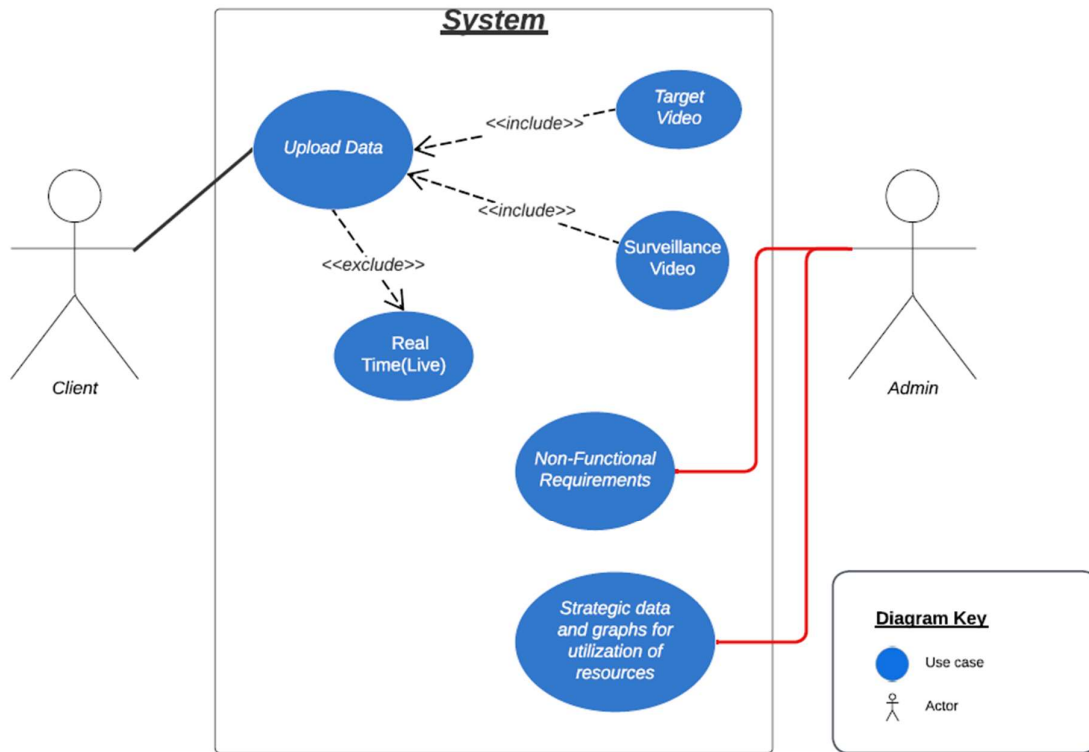 System
Target
Video
<<include>>
Upload Data
<<include>>
Surveillance
Video
<<exclude>>
Real
Time(Live)
Client
Admin
Non-Functional
Requirements
Strategic data
and graphs for
utilization of
resources
Diagram Key
Use case
Actor